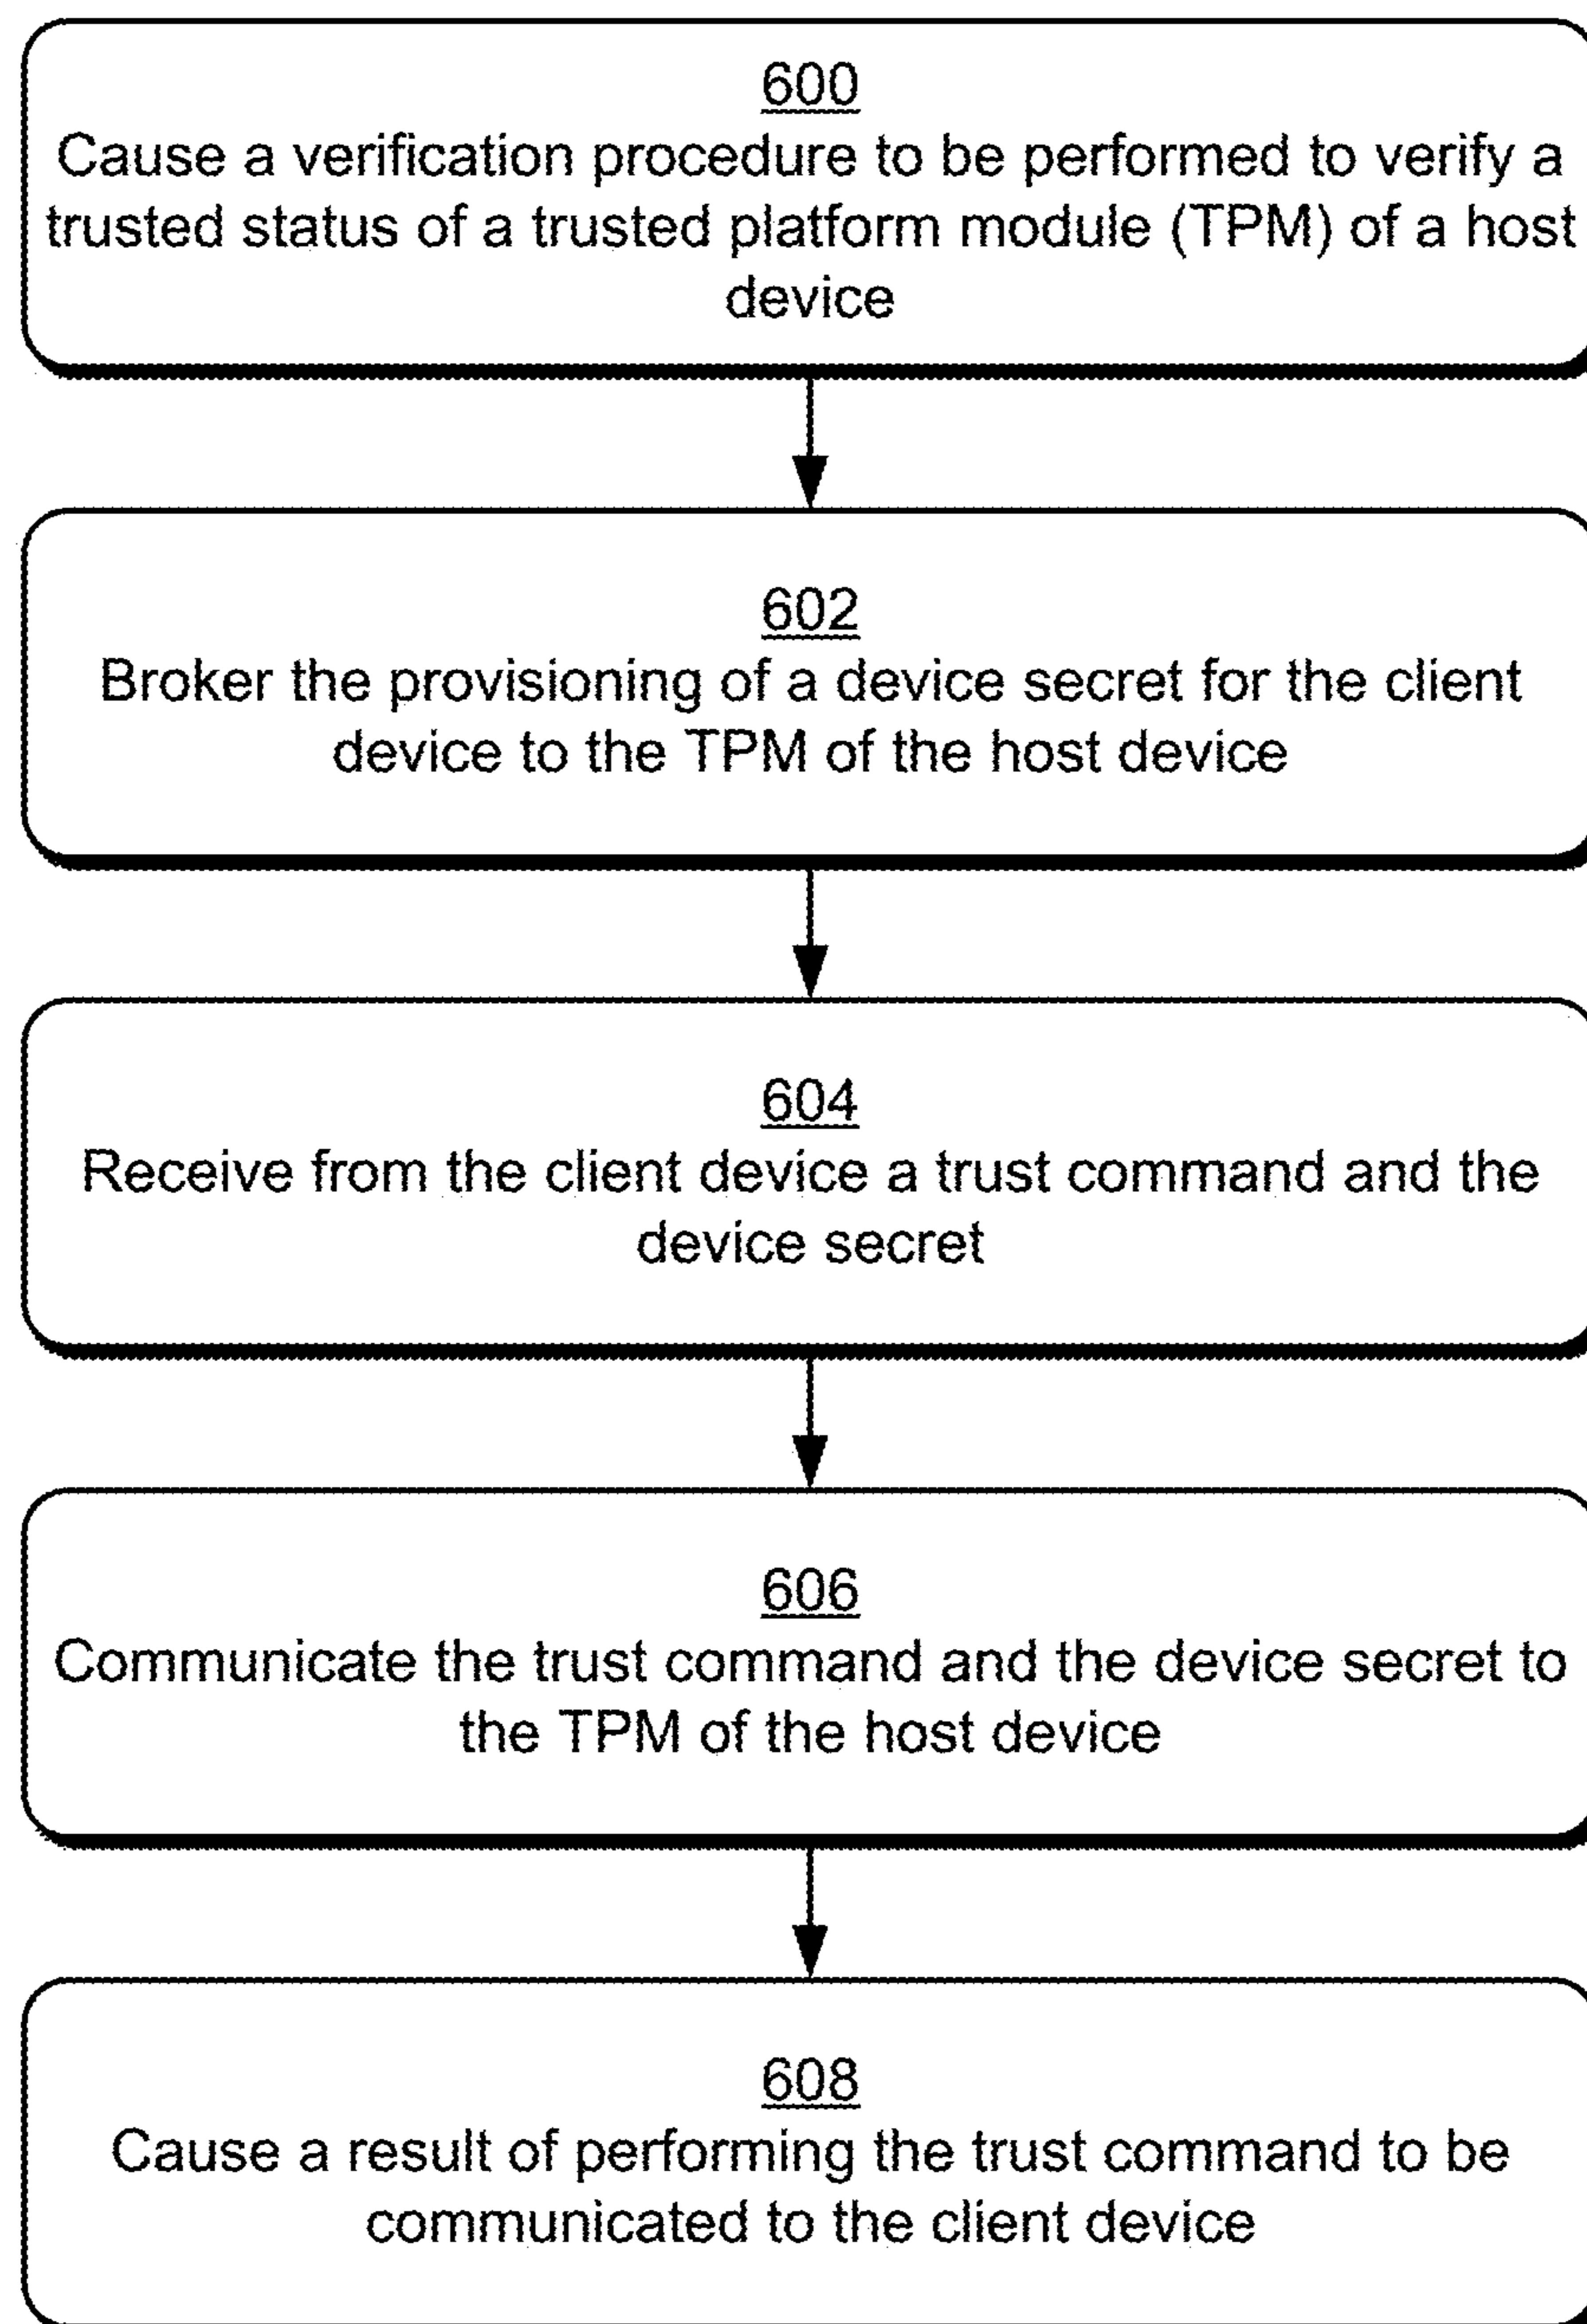 600
Cause a verification procedure to be performed to verify a
trusted status of a trusted platform module (TPM) of a host
device
602
Broker the provisioning of a device secret for the client
device to the TPM of the host device
604
Receive from the client device a trust command and the
device secret
606
Communicate the trust command and the device secret to
the TPM of the host device
608
Cause a result of performing the trust command to be
communicated to the client device